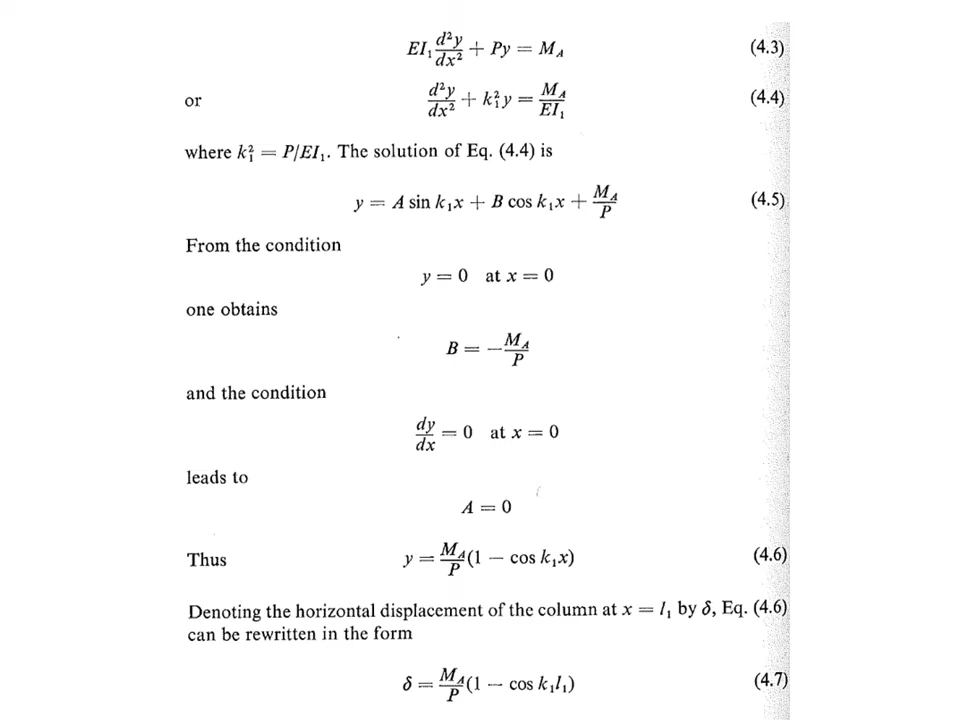 EI₁ d²y/dx² + Py = M_A (4.3)
or d²y/dx² + k₁²y = M_A/EI₁ (4.4)
where k₁² = P/EI₁. The solution of Eq. (4.4) is
y = A sin k₁x + B cos k₁x + M_A/P (4.5)
From the condition
y = 0 at x = 0
one obtains
B = −M_A/P
and the condition
dy/dx = 0 at x = 0
leads to
A = 0
Thus y = M_A/P(1 − cos k₁x) (4.6)
Denoting the horizontal displacement of the column at x = l₁ by δ, Eq. (4.6)
can be rewritten in the form
δ = M_A/P(1 − cos k₁l₁) (4.7)